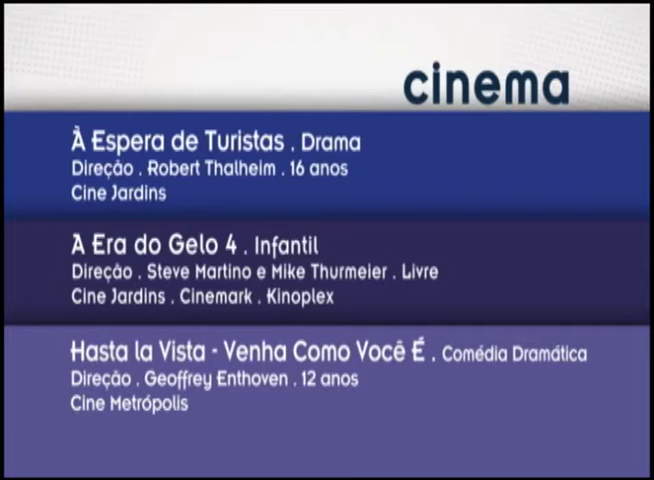 cinema
À Espera de Turistas . Drama
Direção . Robert Thalheim . 16 anos
Cine Jardins
A Era do Gelo 4 . Infantil
Direção . Steve Martino e Mike Thurmeier . Livre
Cine Jardins . Cinemark . Kinoplex
Hasta la Vista - Venha Como Você É . Comédia Dramática
Direção . Geoffrey Enthoven . 12 anos
Cine Metrópolis